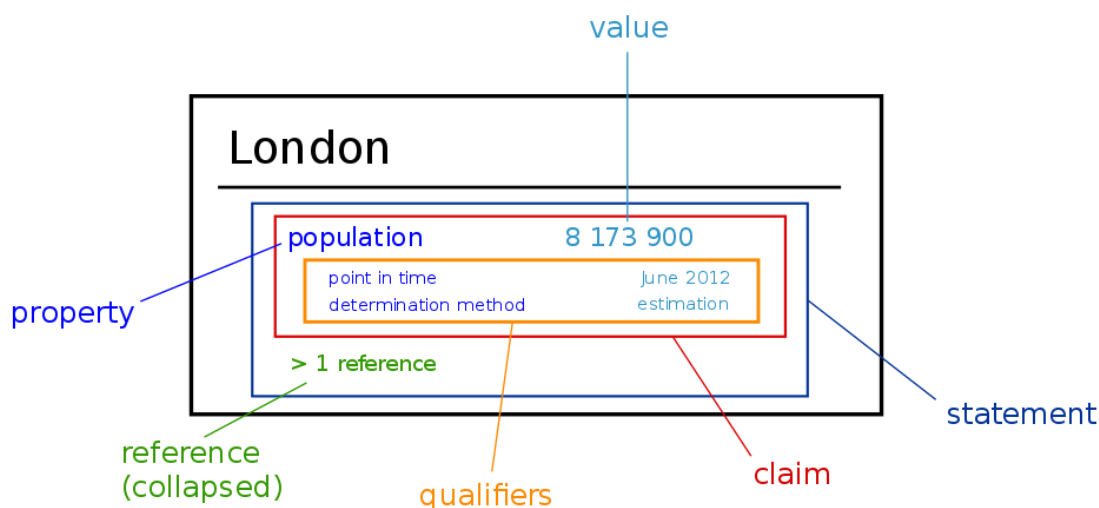 value
London
population 8 173 900
point in time June 2012
determination method estimation
property
> 1 reference
statement
reference
(collapsed)
claim
qualifiers